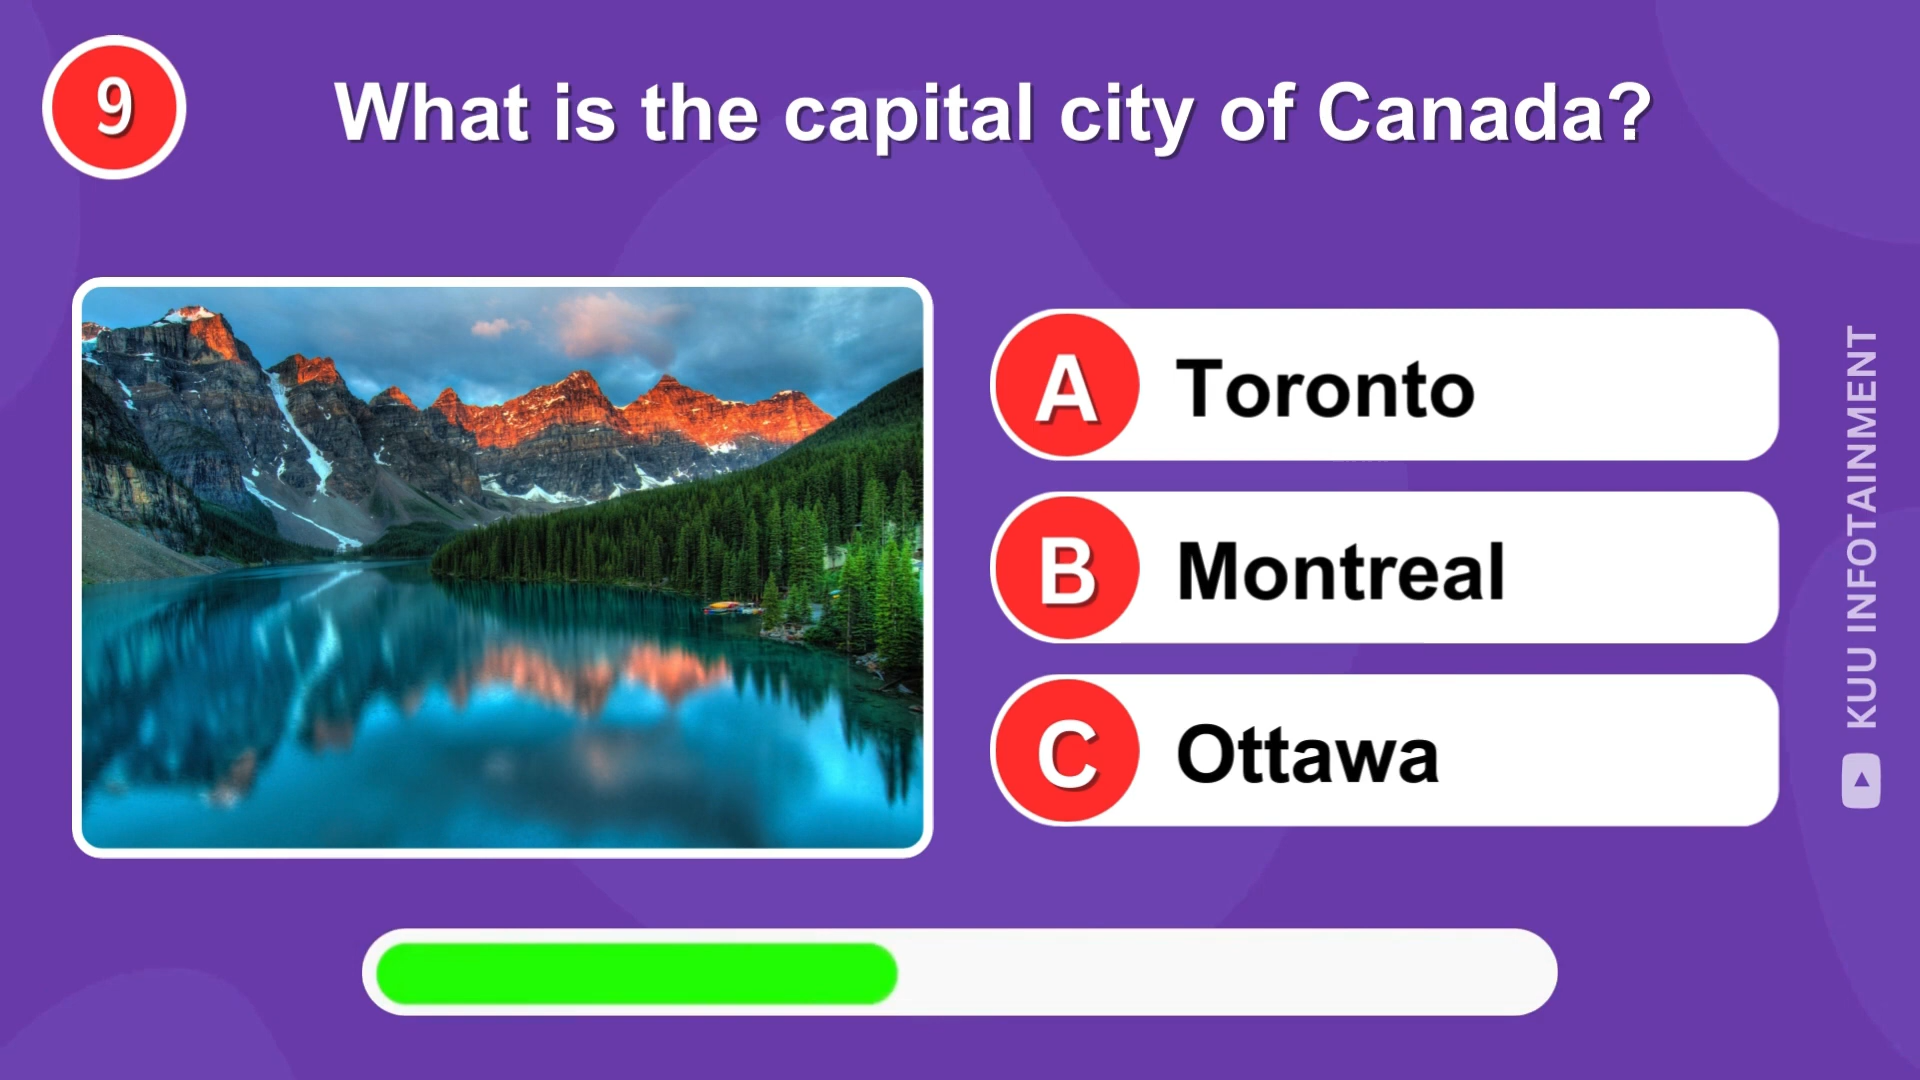 9
What is the capital city of Canada?
A Toronto
B Montreal
C Ottawa
KUU INFOTAINMENT